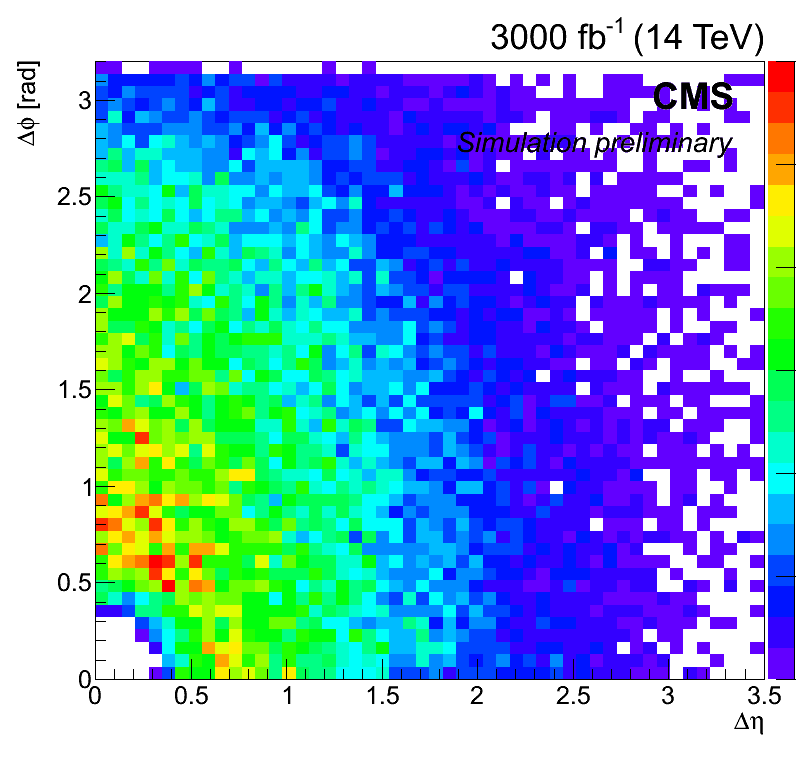 3000 fb⁻¹ (14 TeV)
CMS
Simulation preliminary
Δϕ [rad]
3
2.5
2
1.5
1
0.5
0
0 0.5 1 1.5 2 2.5 3 3.5
Δη